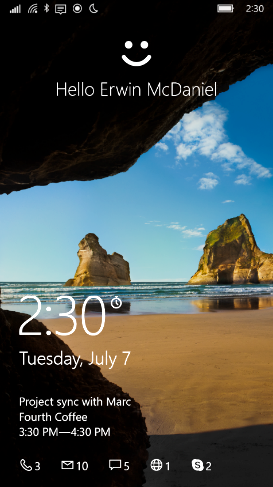 2:30
Hello Erwin McDaniel
2:30
Tuesday, July 7
Project sync with Marc
Fourth Coffee
3:30 PM—4:30 PM
3 10 5 1 2